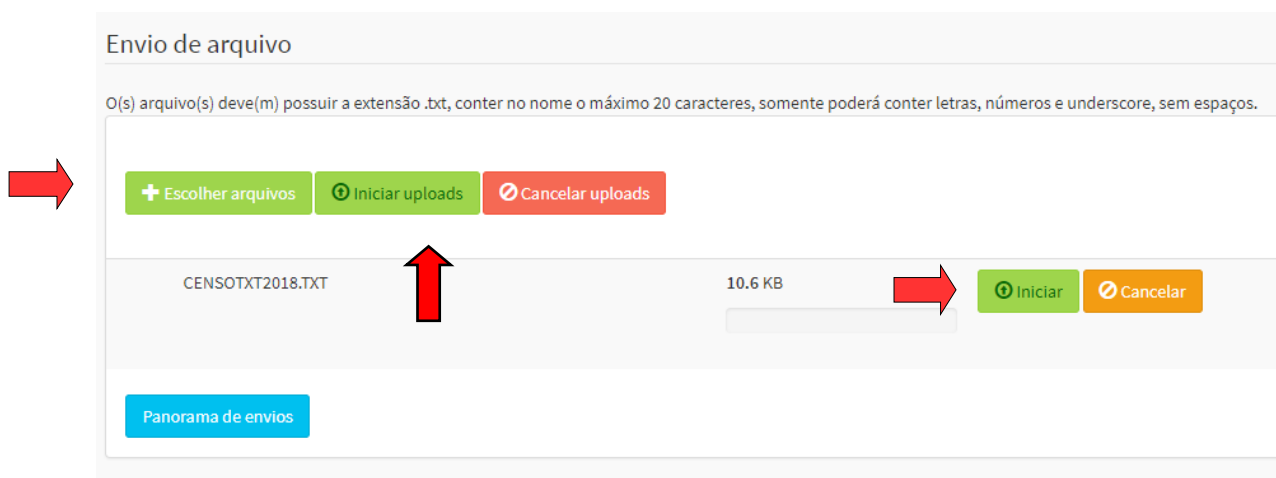 Envio de arquivo
O(s) arquivo(s) deve(m) possuir a extensão .txt, conter no nome o máximo 20 caracteres, somente poderá conter letras, números e underscore, sem espaços.
Escolher arquivos Iniciar uploads Cancelar uploads
CENSOTXT2018.TXT 10.6 KB Iniciar Cancelar
Panorama de envios